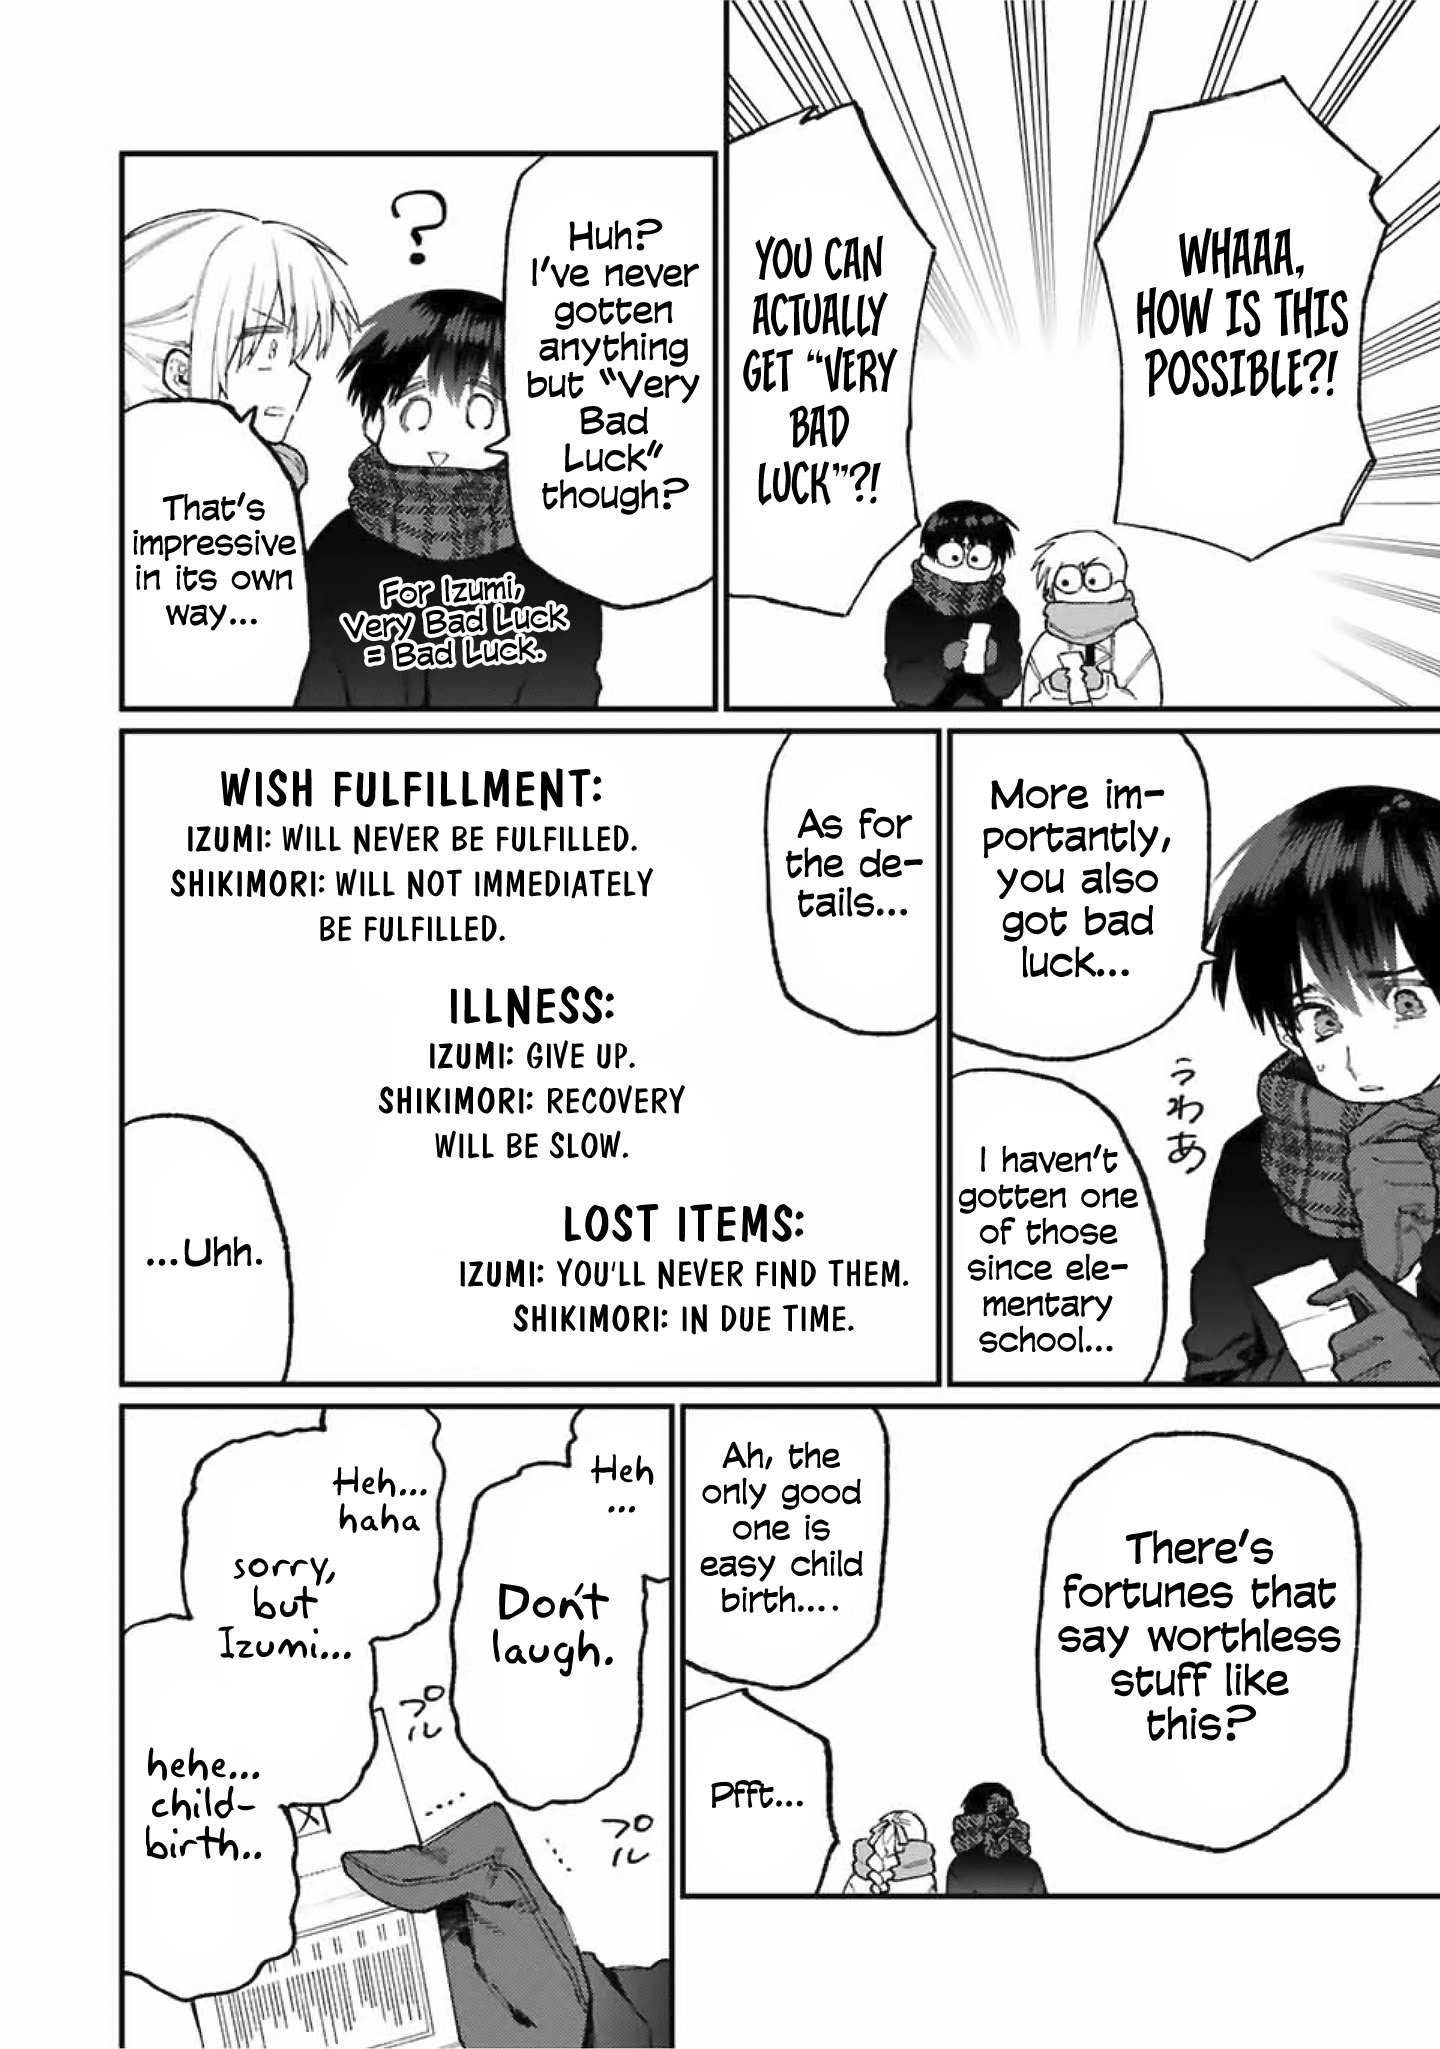 WHAAA,
HOW IS THIS
POSSIBLE?!
YOU CAN
ACTUALLY
GET “VERY
BAD
LUCK”?!
Huh?
I've never
gotten
anything
but “Very
Bad
Luck”
though?
?
For Izumi,
Very Bad Luck
= Bad Luck.
That's
impressive
in its own
way...
More im-
portantly,
you also
got bad
luck...
うわあ
I haven't
gotten one
of those
since ele-
mentary
school...
As for
the de-
tails...
WISH FULFILLMENT:
IZUMI: WILL NEVER BE FULFILLED.
SHIKIMORI: WILL NOT IMMEDIATELY
BE FULFILLED.
ILLNESS:
IZUMI: GIVE UP.
SHIKIMORI: RECOVERY
WILL BE SLOW.
LOST ITEMS:
IZUMI: YOU'LL NEVER FIND THEM.
SHIKIMORI: IN DUE TIME.
...Uhh.
There's
fortunes that
say worthless
stuff like
this?
Ah, the
only good
one is
easy child
birth....
Pfft...
Heh
...
Don't
laugh.
Heh...
haha
sorry,
but
Izumi...
hehe...
child-
birth..
プル
プル